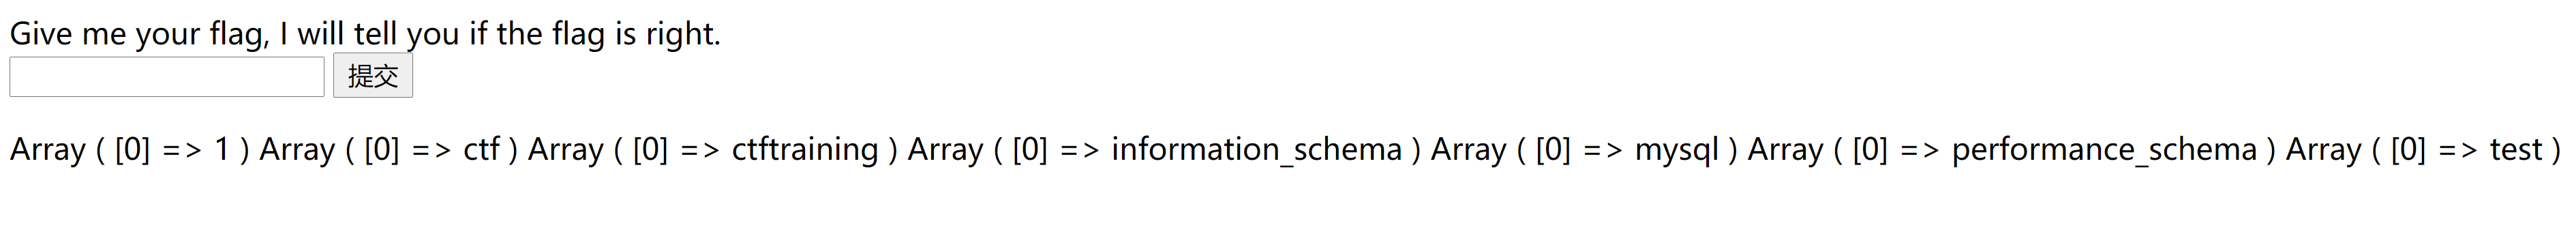 Give me your flag, I will tell you if the flag is right.
提交
Array ( [0] => 1 ) Array ( [0] => ctf ) Array ( [0] => ctftraining ) Array ( [0] => information_schema ) Array ( [0] => mysql ) Array ( [0] => performance_schema ) Array ( [0] => test )